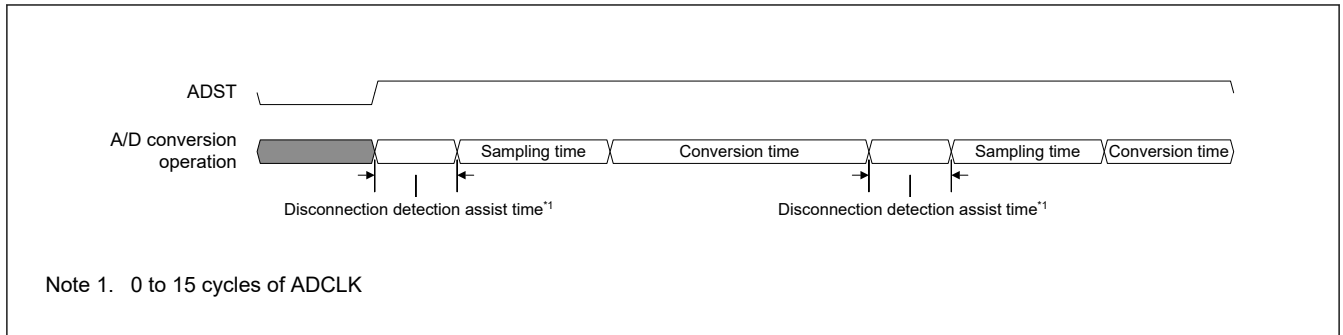 ADST
A/D conversion
operation
Sampling time
Conversion time
Sampling time
Conversion time
Disconnection detection assist time*1
Disconnection detection assist time*1
Note 1. 0 to 15 cycles of ADCLK